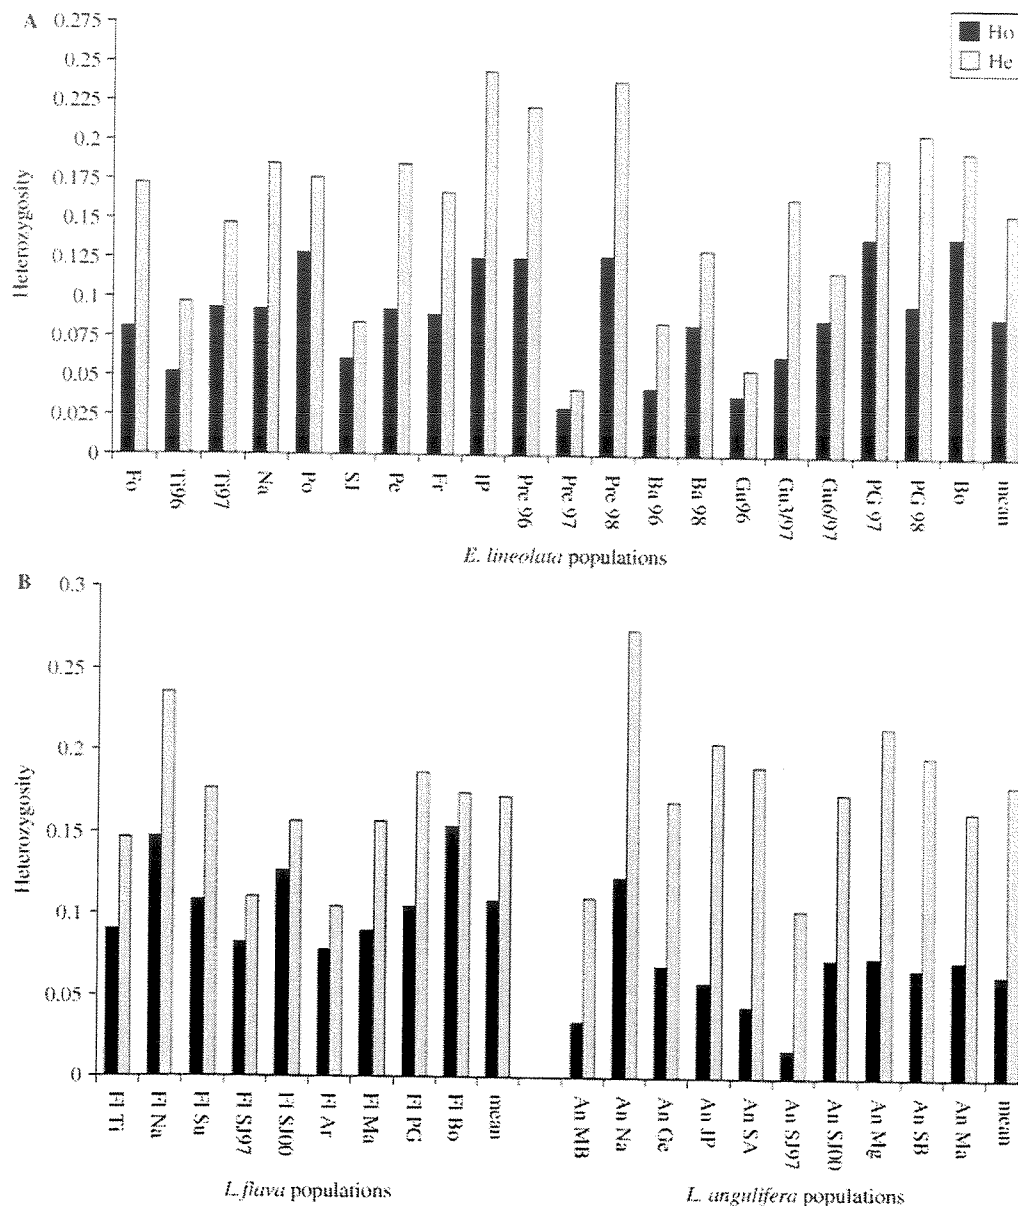 A
0.275
0.25
0.225
0.2
0.175
0.15
0.125
0.1
0.075
0.05
0.025
0
Heterozygosity
Ho
He
Fo
Ti96
Ti97
Na
Po
SI
Pe
Fr
IP
Pre 96
Pre 97
Pre 98
Ba 96
Ba 98
Gu96
Gu3/97
Gu6/97
PG 97
PG 98
Bo
mean
E. lineolata populations
B
0.3
0.25
0.2
0.15
0.1
0.05
0
Heterozygosity
Fl Ti
Fl Na
Fl Su
Fl SJ97
Fl SJ00
Fl Ar
Fl Ma
Fl PG
Fl Bo
mean
An MB
An Na
An Ge
An JP
An SA
An SJ97
An SJ00
An Mg
An SB
An Ma
mean
L. flava populations
L. angulifera populations